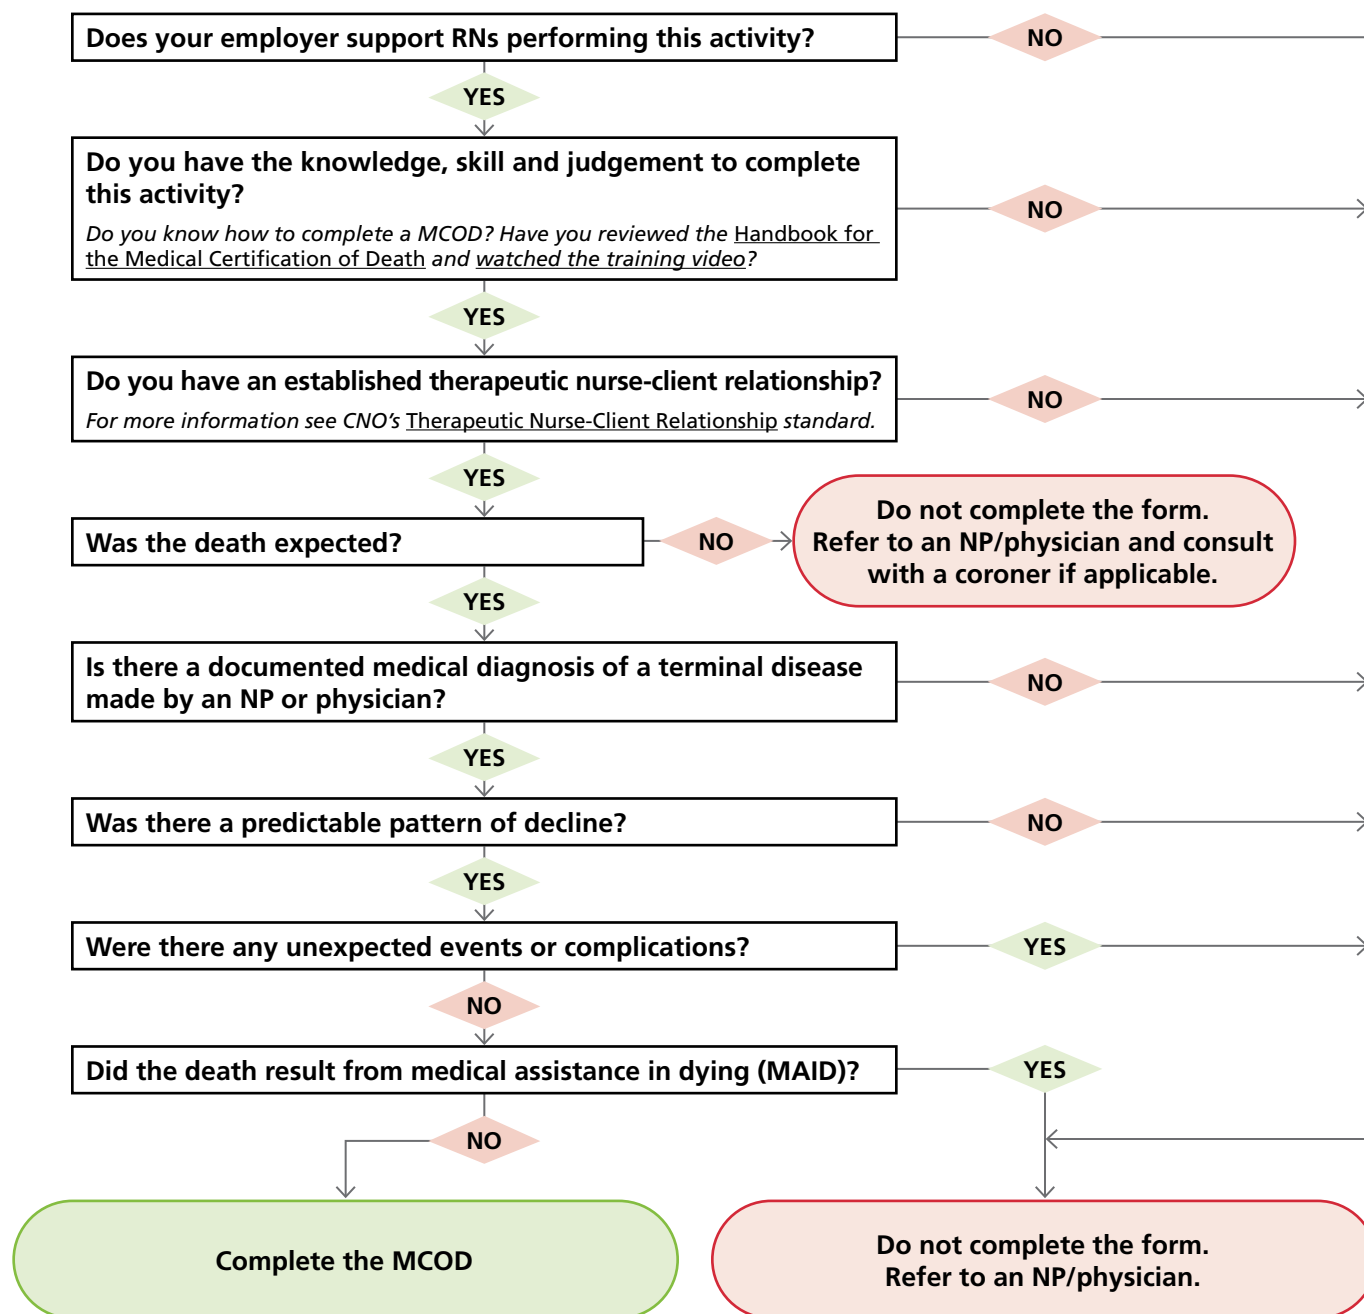 Does your employer support RNs performing this activity?
NO
YES
Do you have the knowledge, skill and judgement to complete
this activity?
Do you know how to complete a MCOD? Have you reviewed the Handbook for
the Medical Certification of Death and watched the training video?
NO
YES
Do you have an established therapeutic nurse-client relationship?
For more information see CNO's Therapeutic Nurse-Client Relationship standard.
NO
YES
Was the death expected?
NO
Do not complete the form.
Refer to an NP/physician and consult
with a coroner if applicable.
YES
Is there a documented medical diagnosis of a terminal disease
made by an NP or physician?
NO
YES
Was there a predictable pattern of decline?
NO
YES
Were there any unexpected events or complications?
YES
NO
Did the death result from medical assistance in dying (MAID)?
YES
NO
Complete the MCOD
Do not complete the form.
Refer to an NP/physician.